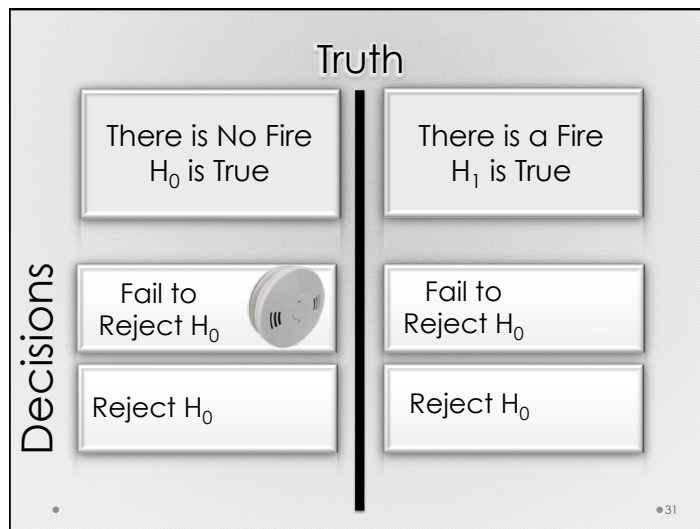 Truth
There is No Fire
H₀ is True
There is a Fire
H₁ is True
Decisions
Fail to
Reject H₀
Fail to
Reject H₀
Reject H₀
Reject H₀
31